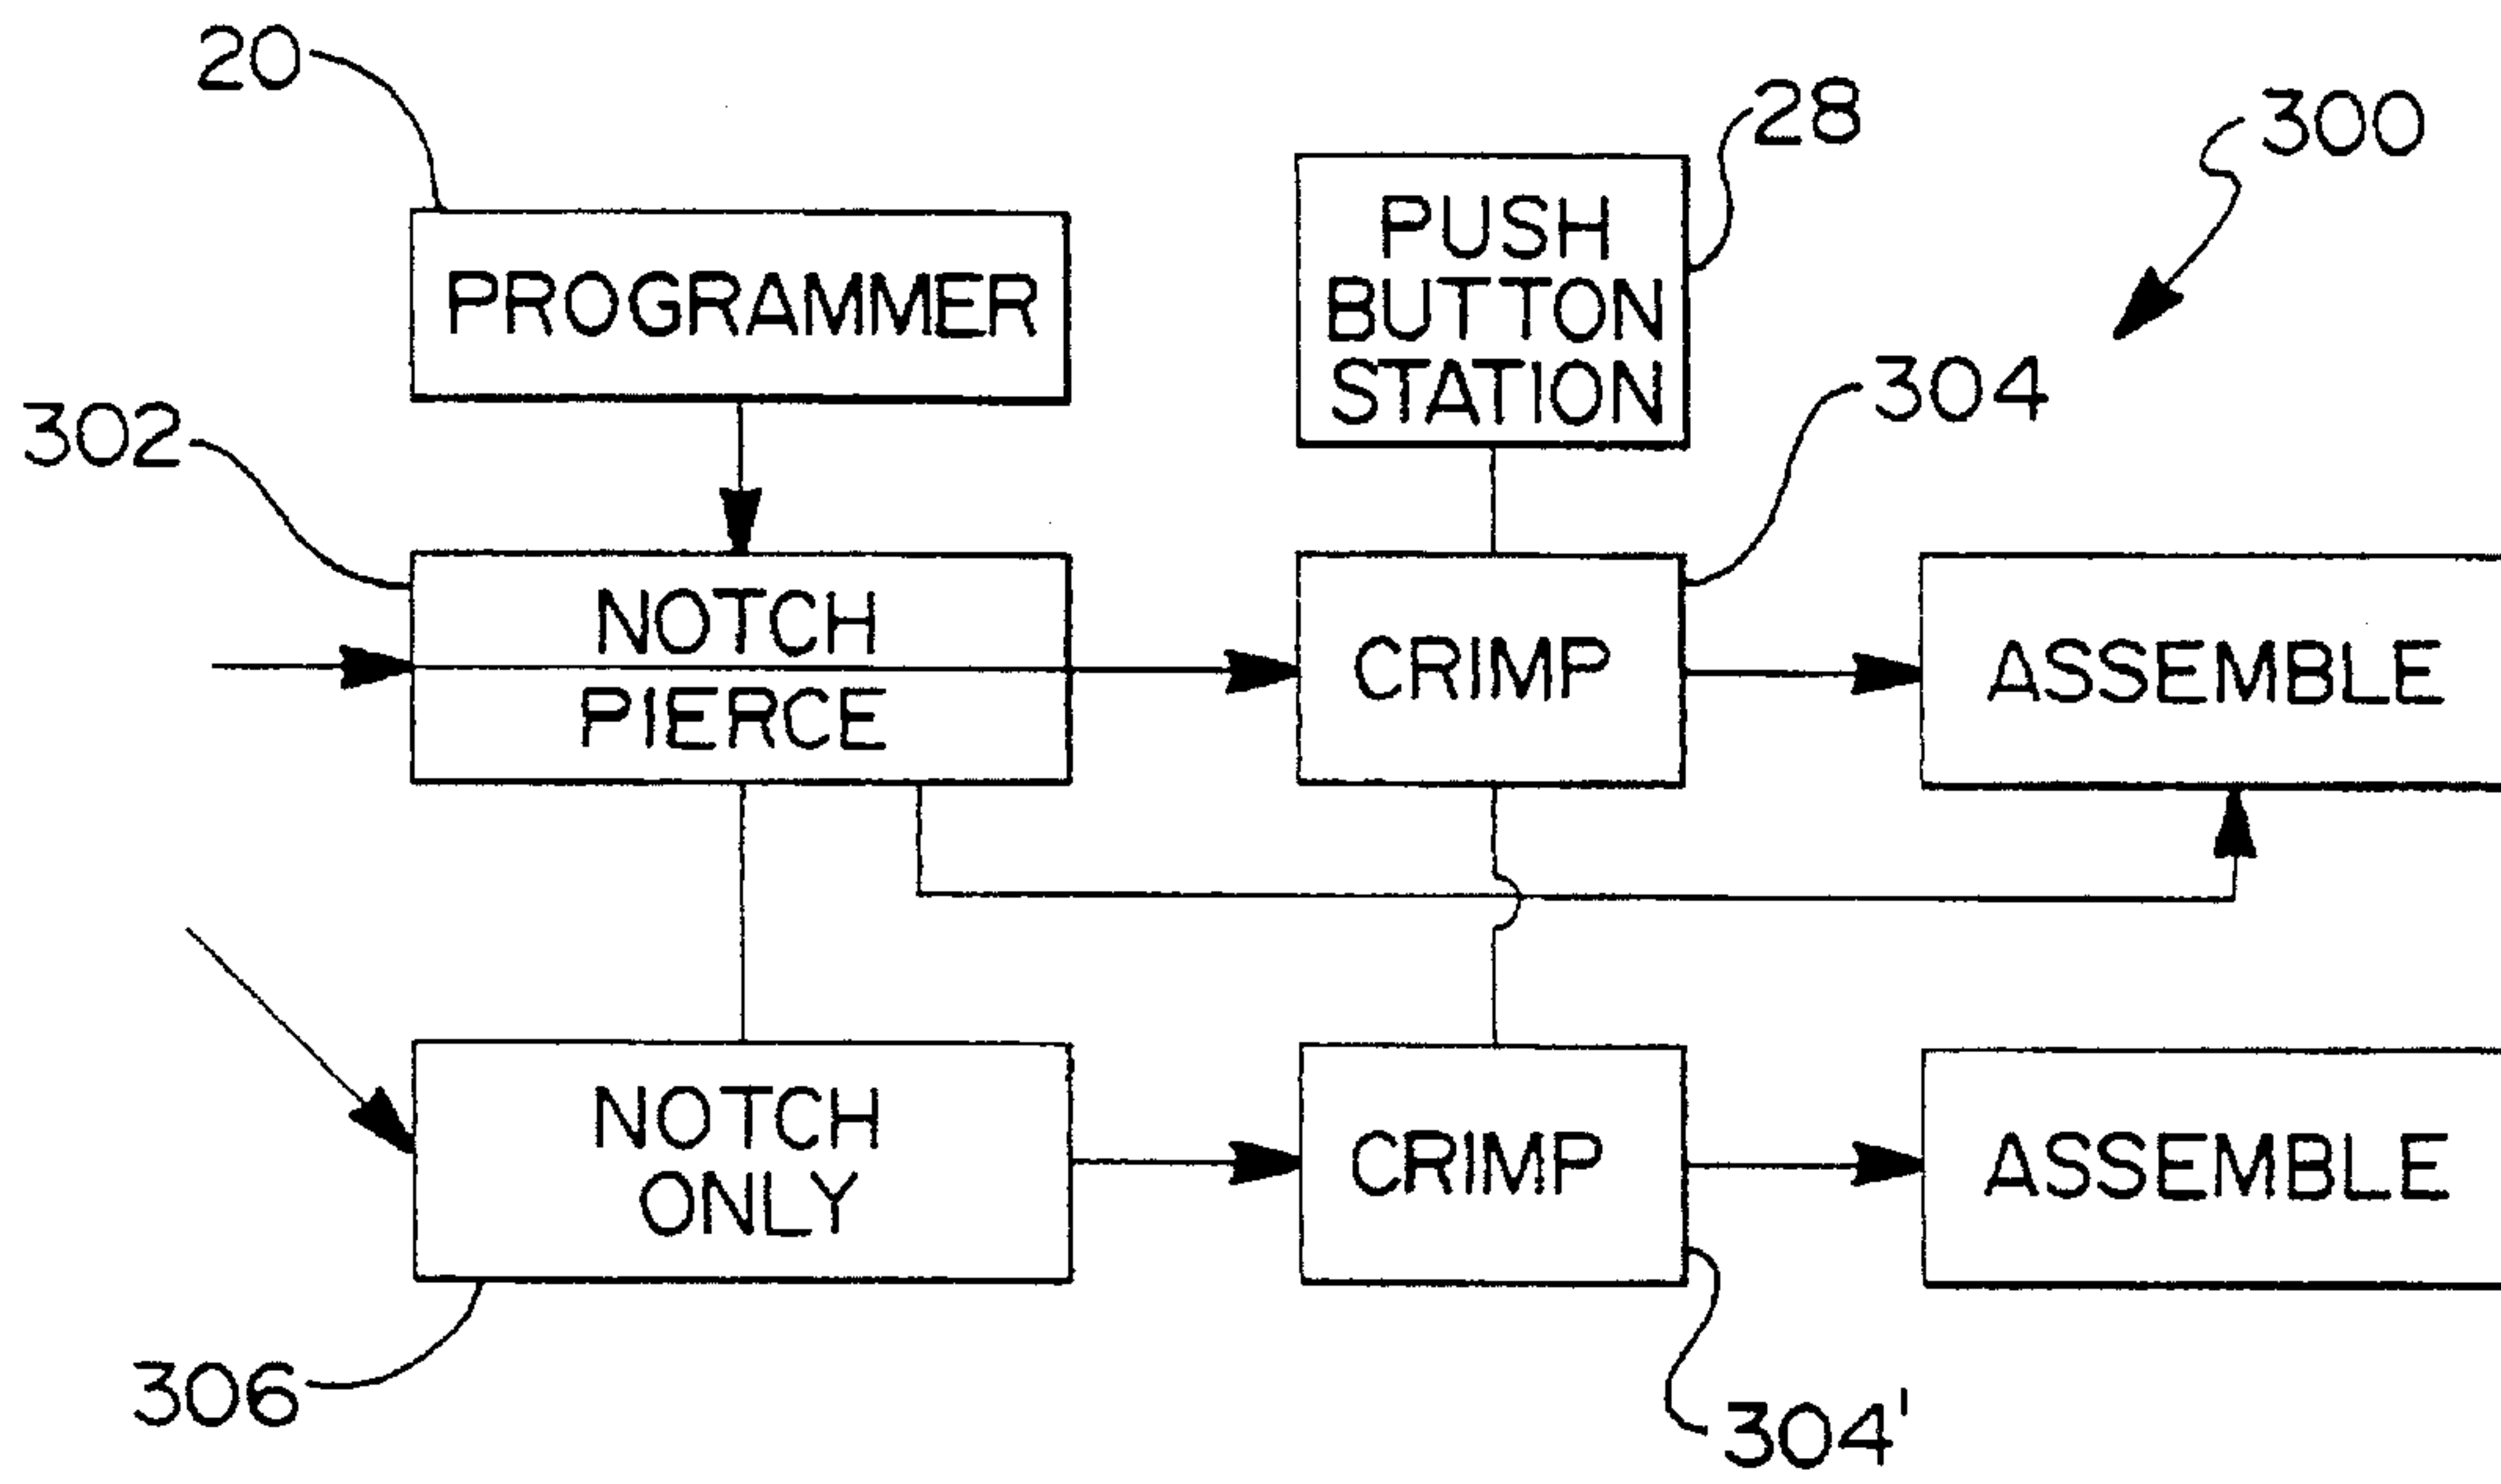 20
28
300
PROGRAMMER
PUSH
BUTTON
STATION
302
304
NOTCH
PIERCE
CRIMP
ASSEMBLE
NOTCH
ONLY
CRIMP
ASSEMBLE
306
304'